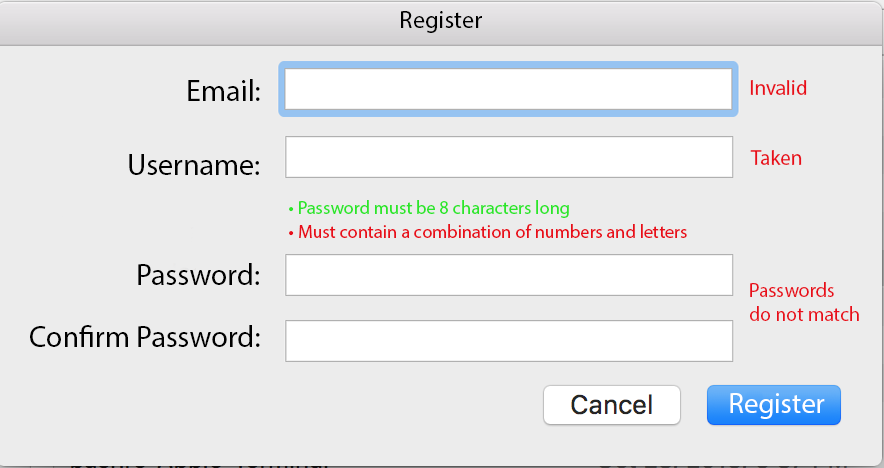 Register
Email:
Invalid
Username:
Taken
• Password must be 8 characters long
• Must contain a combination of numbers and letters
Password:
Passwords
do not match
Confirm Password:
Cancel
Register